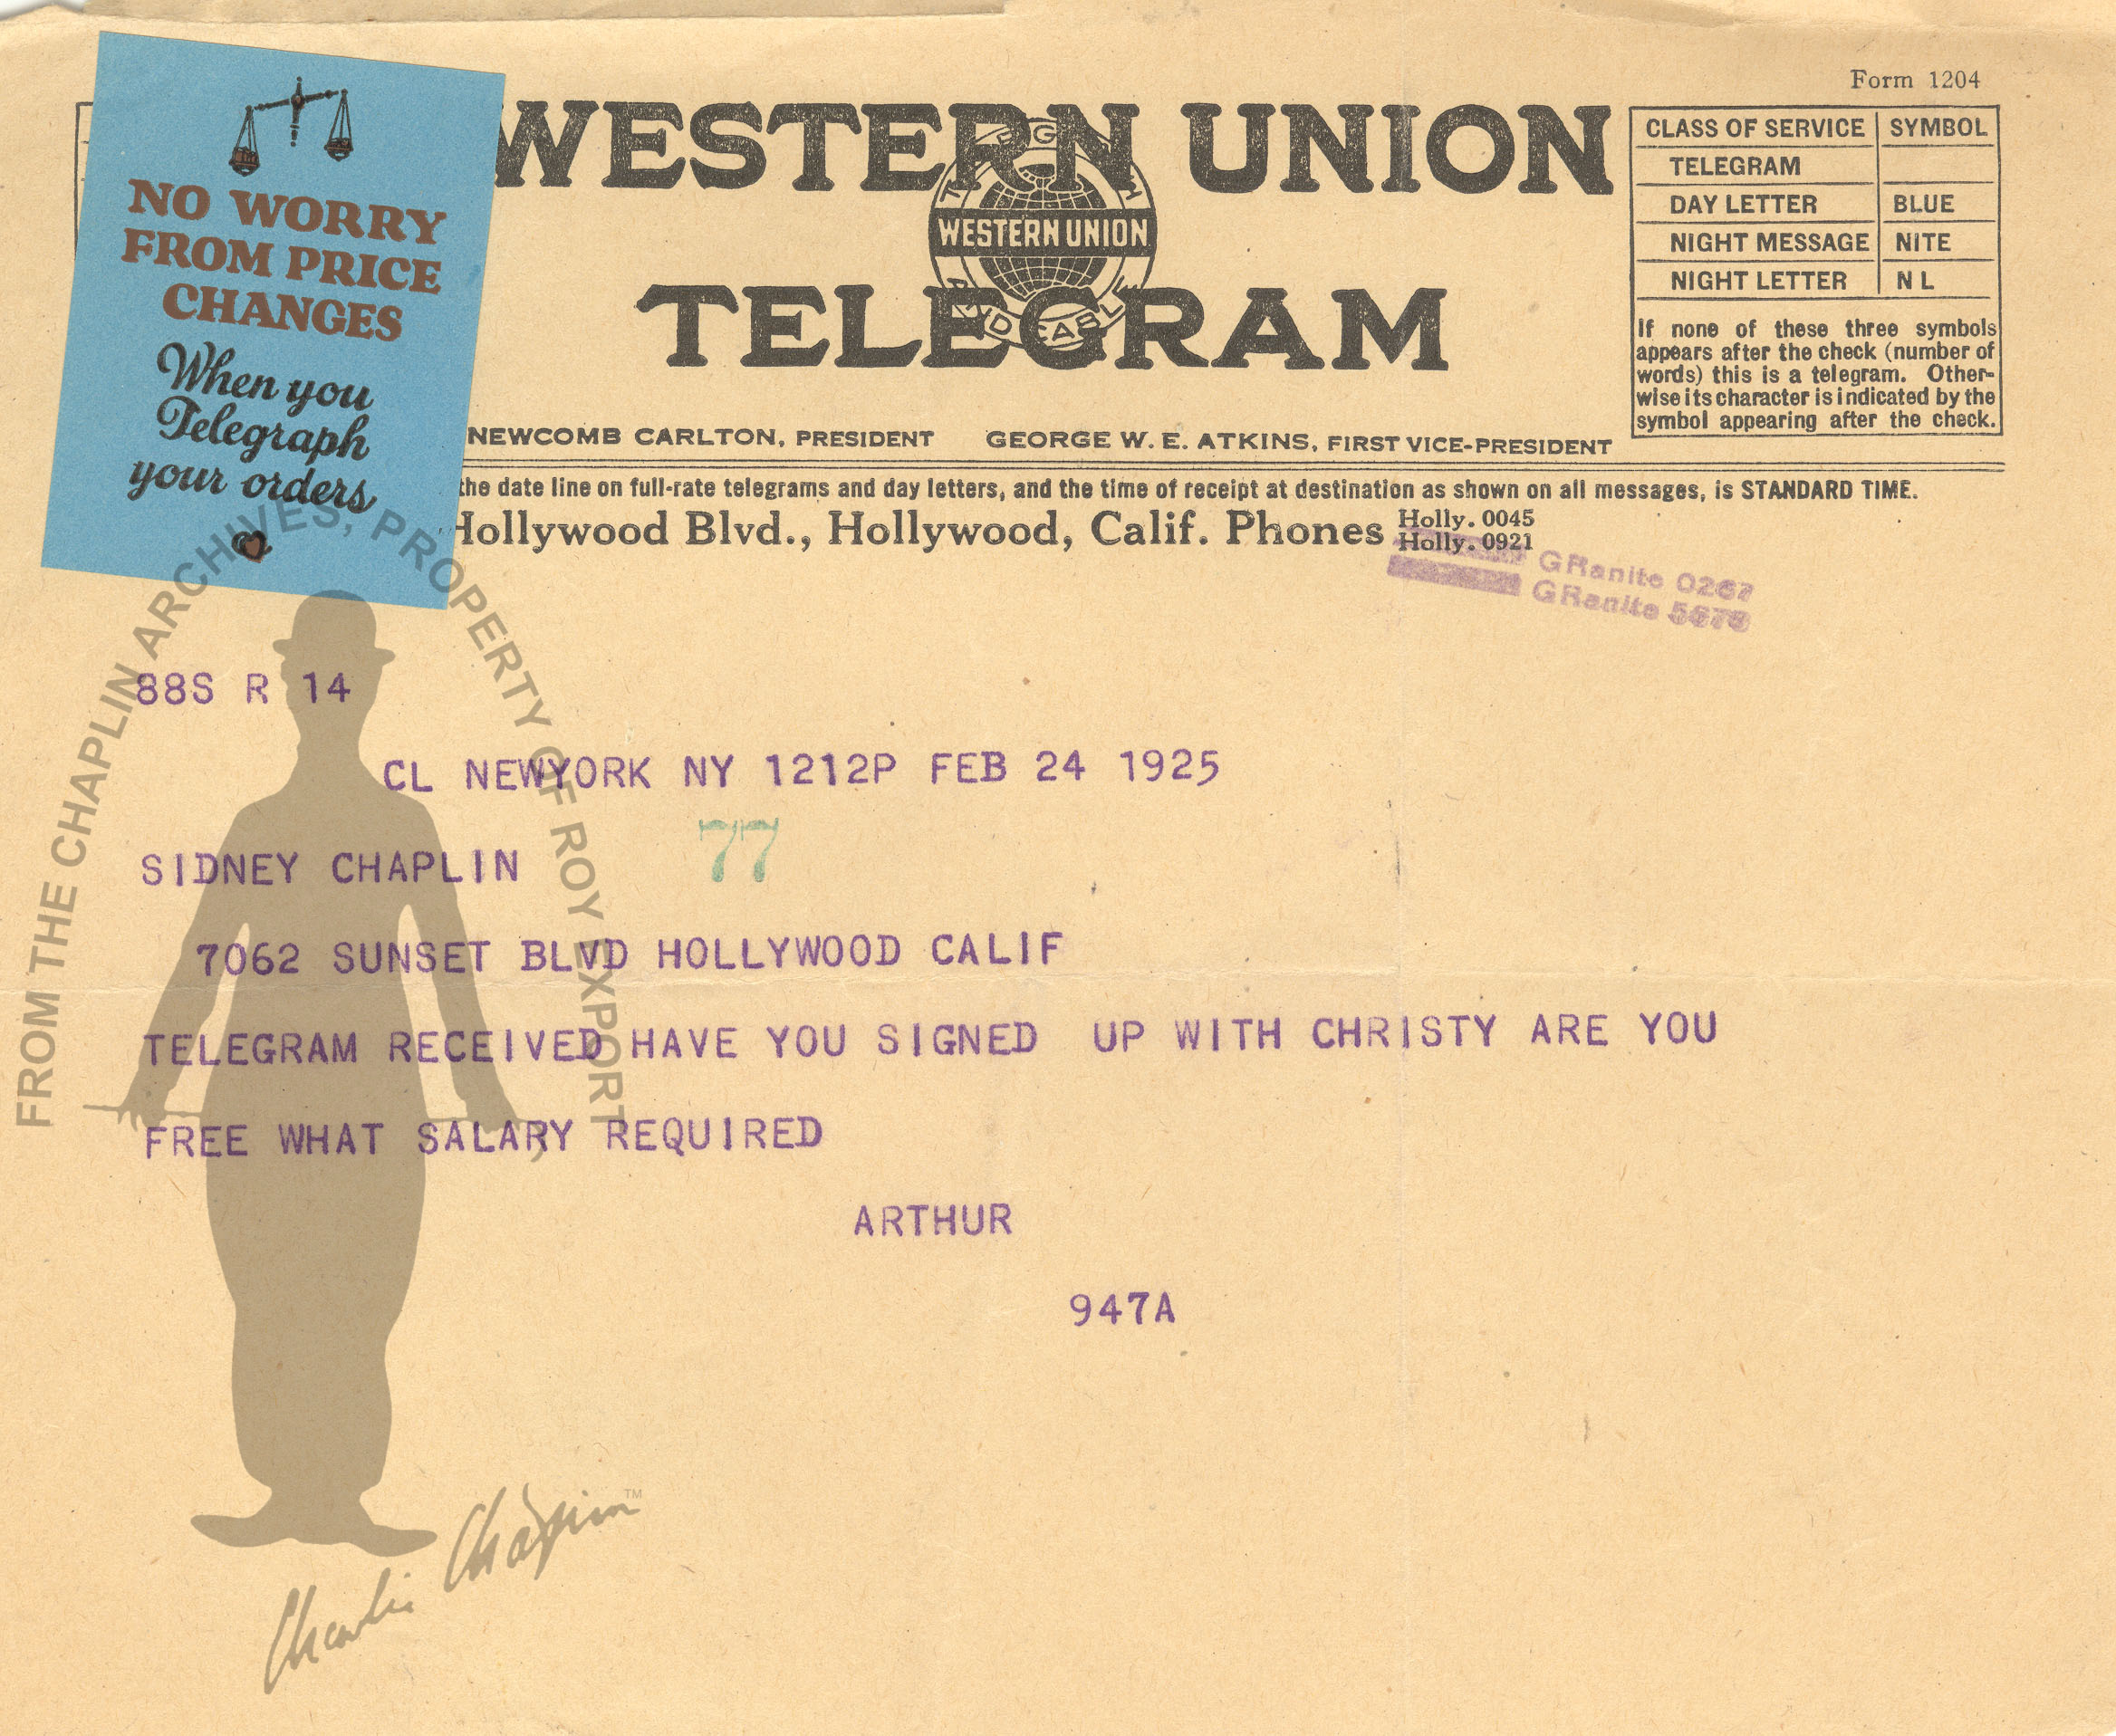 Form 1204
WESTERN UNION
WESTERN UNION
TELEGRAM
NEWCOMB CARLTON, PRESIDENT GEORGE W. E. ATKINS, FIRST VICE-PRESIDENT
CLASS OF SERVICE SYMBOL
TELEGRAM
DAY LETTER BLUE
NIGHT MESSAGE NITE
NIGHT LETTER N L
If none of these three symbols
appears after the check (number of
words) this is a telegram. Other-
wise its character is indicated by the
symbol appearing after the check.
NO WORRY
FROM PRICE
CHANGES
When you
Telegraph
your orders
the date line on full-rate telegrams and day letters, and the time of receipt at destination as shown on all messages, is STANDARD TIME.
Hollywood Blvd., Hollywood, Calif. Phones Holly. 0045
Holly. 0921
GRanite 0267
GRanite
88S R 14
CL NEWYORK NY 1212P FEB 24 1925
77
SIDNEY CHAPLIN
7062 SUNSET BLVD HOLLYWOOD CALIF
TELEGRAM RECEIVED HAVE YOU SIGNED UP WITH CHRISTY ARE YOU
FREE WHAT SALARY REQUIRED
ARTHUR
947A
FROM THE CHAPLIN ARCHIVES, PROPERTY OF ROY EXPORT
Charlie Chaplin TM